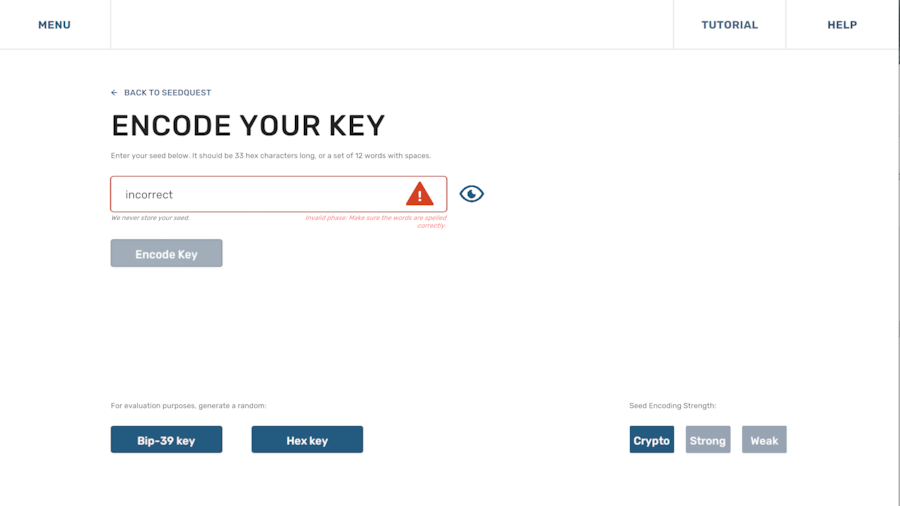 MENU
TUTORIAL
HELP
← BACK TO SEEDQUEST
ENCODE YOUR KEY
Enter your seed below. It should be 33 hex characters long, or a set of 12 words with spaces.
incorrect
We never store your seed.
Invalid phase: Make sure the words are spelled
correctly.
Encode Key
For evaluation purposes, generate a random:
Seed Encoding Strength:
Bip-39 key
Hex key
Crypto
Strong
Weak